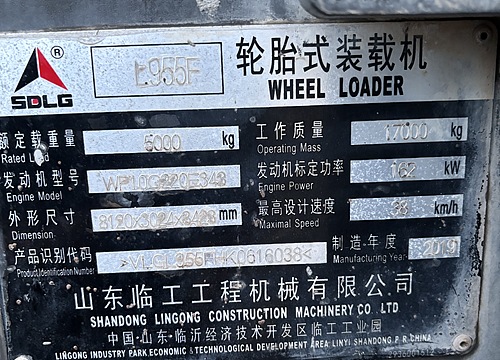 SDLG ® L955F 轮胎式装载机
WHEEL LOADER
额定载重量 5000 kg 工作质量 17000 kg
Rated Load Operating Mass
发动机型号 WP10G220E343 发动机标定功率 162 kW
Engine Model Engine Power
外形尺寸 mm 最高设计速度 38 km/h
Dimension Maximal Speed
产品识别代码 制造年度 2019
Product Identification Number Manufacturing Year
山东临工工程机械有限公司
SHANDONG LINGONG CONSTRUCTION MACHINERY CO LTD
中国·山东·临沂经济技术开发区临工工业园
LINGONG INDUSTRY PARK.ECONOMIC & TECHNOLOGICAL DEVELOPMENT AREA LINYI SHANDONG P R CHINA